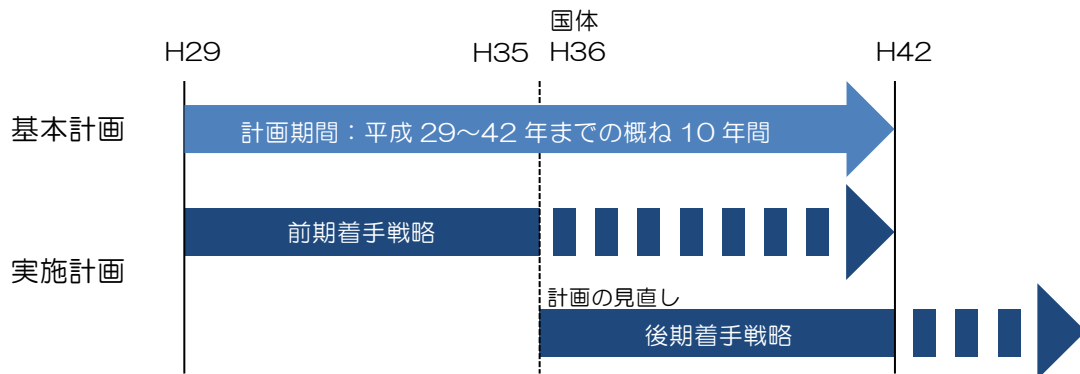 国体
H29 H35 H36 H42
基本計画
計画期間：平成 29～42 年までの概ね 10 年間
前期着手戦略
実施計画
計画の見直し
後期着手戦略